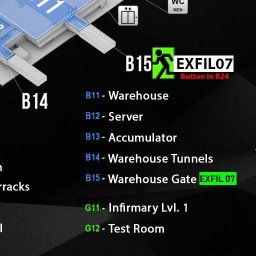 11
WC
MEN
B15 EXFIL07
Button in B24
B14
B11 - Warehouse
B12 - Server
B13 - Accumulator
B14 - Warehouse Tunnels
B15 - Warehouse Gate EXFIL 07
G11 - Infirmary Lvl. 1
G12 - Test Room